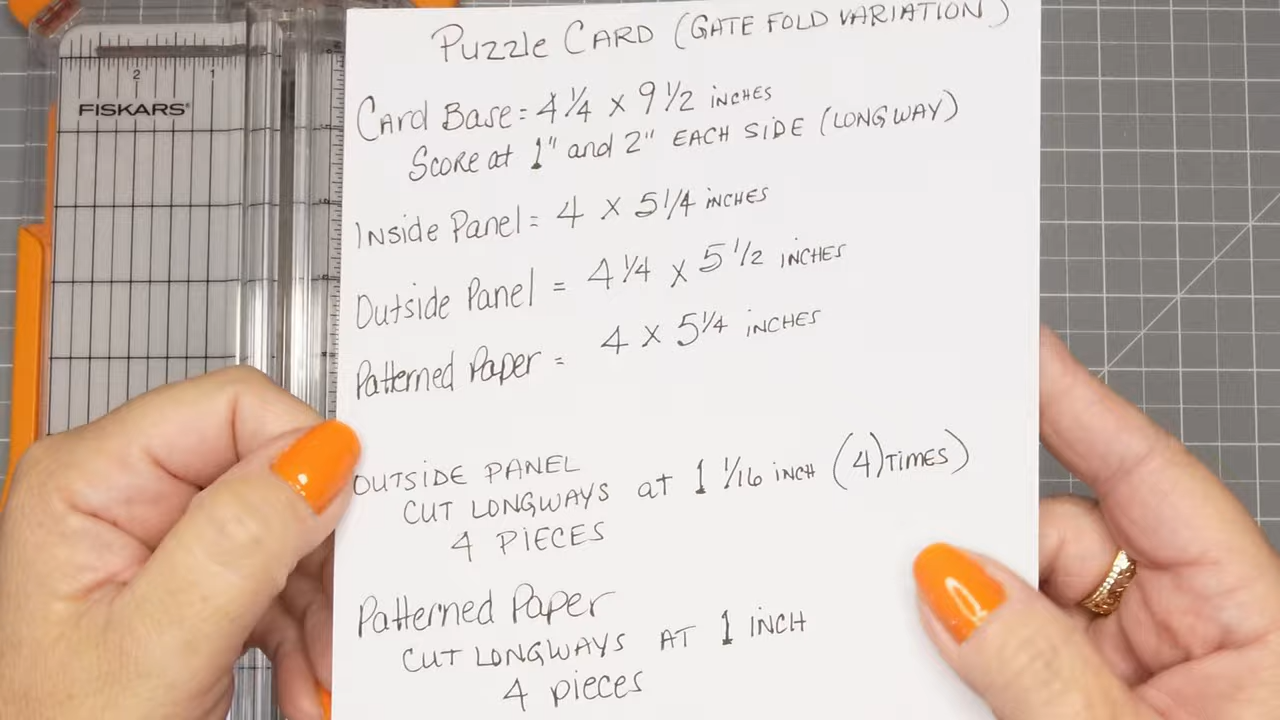 2 1
FISKARS
PUZZLE CARD (GATE FOLD VARIATION)
CARD BASE = 4 1/4 X 9 1/2 INCHES
SCORE at 1" and 2" EACH SIDE (LONGWAY)
INSIDE PANEL = 4 X 5 1/4 INCHES
Outside Panel = 4 1/4 X 5 1/2 INCHES
Patterned Paper = 4 X 5 1/4 INCHES
OUTSIDE PANEL
CUT LONGWAYS at 1 1/16 INCH (4) TIMES)
4 PIECES
Patterned Paper
CUT LONGWAYS AT 1 INCH
4 pieces